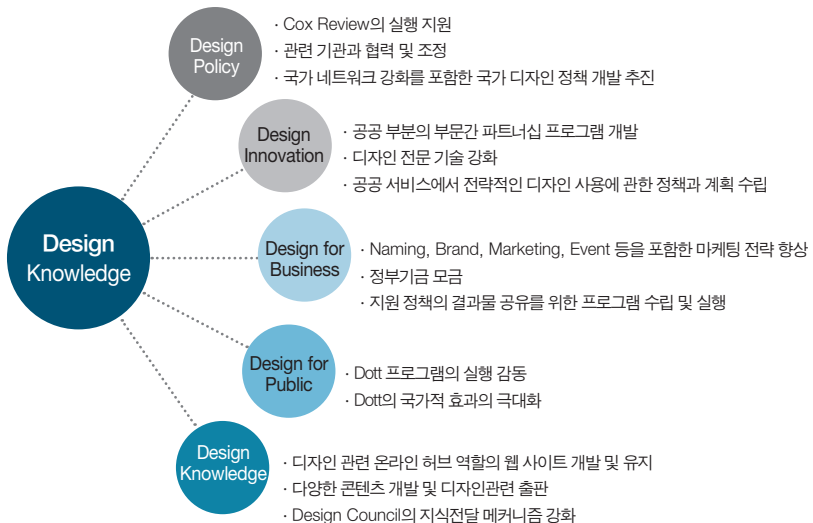 Design
Policy
· Cox Review의 실행 지원
· 관련 기관과 협력 및 조정
· 국가 네트워크 강화를 포함한 국가 디자인 정책 개발 추진
Design
Innovation
· 공공 부분의 부문간 파트너십 프로그램 개발
· 디자인 전문 기술 강화
· 공공 서비스에서 전략적인 디자인 사용에 관한 정책과 계획 수립
Design
Knowledge
Design for
Business
· Naming, Brand, Marketing, Event 등을 포함한 마케팅 전략 향상
· 정부기금 모금
· 지원 정책의 결과물 공유를 위한 프로그램 수립 및 실행
Design for
Public
· Dott 프로그램의 실행 감동
· Dott의 국가적 효과의 극대화
Design
Knowledge
· 디자인 관련 온라인 허브 역할의 웹 사이트 개발 및 유지
· 다양한 콘텐츠 개발 및 디자인관련 출판
· Design Council의 지식전달 메커니즘 강화